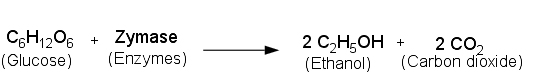 C₆H₁₂O₆ + Zymase 2 C₂H₅OH + 2 CO₂
(Glucose) (Enzymes) (Ethanol) (Carbon dioxide)